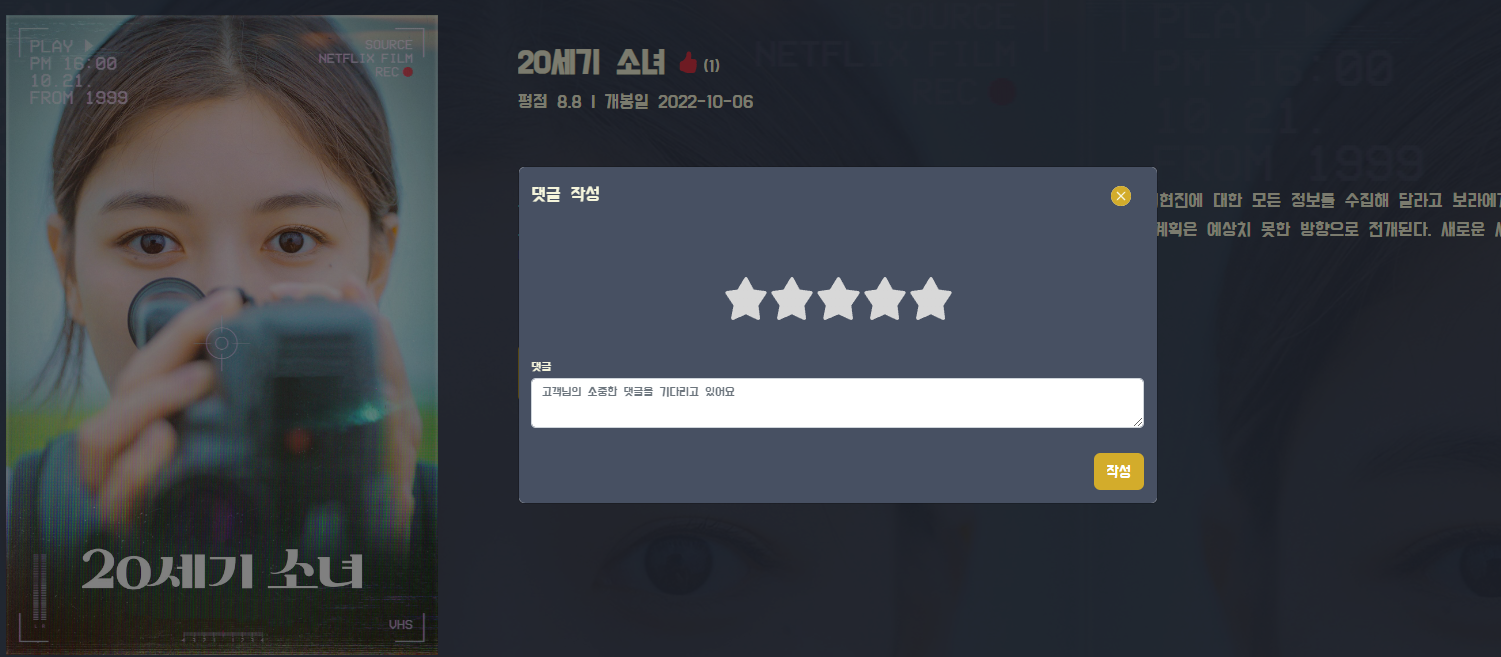 PLAY ▶
PM 16:00
10.21.
FROM 1999
SOURCE
NETFLIX FILM
REC
20세기 소녀
VHS
20세기 소녀 (1)
평점 8.8 | 개봉일 2022-10-06
현진에 대한 모든 정보를 수집해 달라고 보라에게
계획은 예상치 못한 방향으로 전개된다. 새로운
댓글 작성
댓글
고객님의 소중한 댓글을 기다리고 있어요
작성
SOURCE
NETFLIX FILM
REC
PLAY
PM 16:00
10.21.
FROM 1999